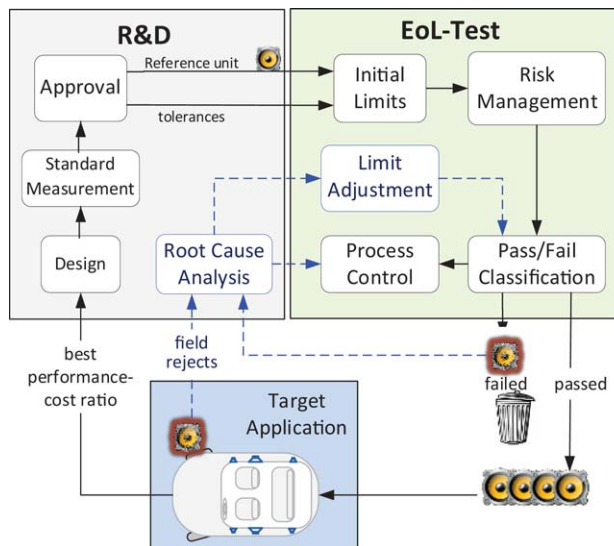 R&D
EoL-Test
Reference unit
Approval
tolerances
Initial
Limits
Risk
Management
Standard
Measurement
Limit
Adjustment
Design
Root Cause
Analysis
Process
Control
Pass/Fail
Classification
best
performance-
cost ratio
field
rejects
failed
passed
Target
Application